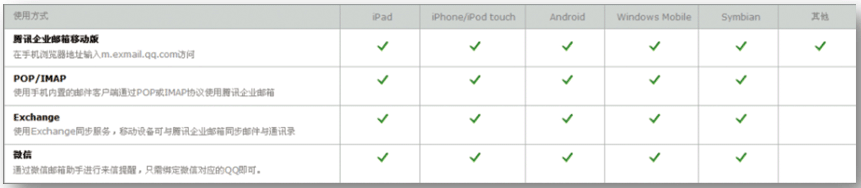 使用方式 iPad iPhone/iPod touch Android Windows Mobile Symbian 其他
腾讯企业邮箱移动版
在手机浏览器地址输入m.exmail.qq.com访问
POP/IMAP
使用手机内置的邮件客户端通过POP或IMAP协议使用腾讯企业邮箱
Exchange
使用Exchange同步服务，移动设备可与腾讯企业邮箱同步邮件与通讯录
微信
通过微信邮箱助手进行来信提醒，只需绑定微信对应的QQ即可。